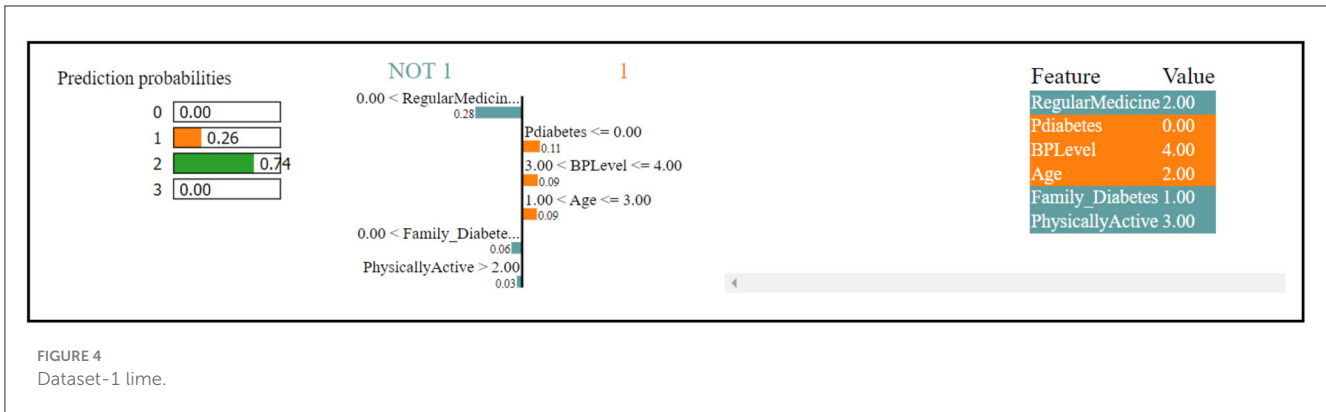 Prediction probabilities
0 0.00
1 0.26
2 0.74
3 0.00
NOT 1 1
0.00 < RegularMedicin...
0.28
Pdiabetes <= 0.00
0.11
3.00 < BPLevel <= 4.00
0.09
1.00 < Age <= 3.00
0.09
0.00 < Family_Diabete...
0.06
PhysicallyActive > 2.00
0.03
Feature Value
RegularMedicine 2.00
Pdiabetes 0.00
BPLevel 4.00
Age 2.00
Family_Diabetes 1.00
PhysicallyActive 3.00
FIGURE 4
Dataset-1 lime.